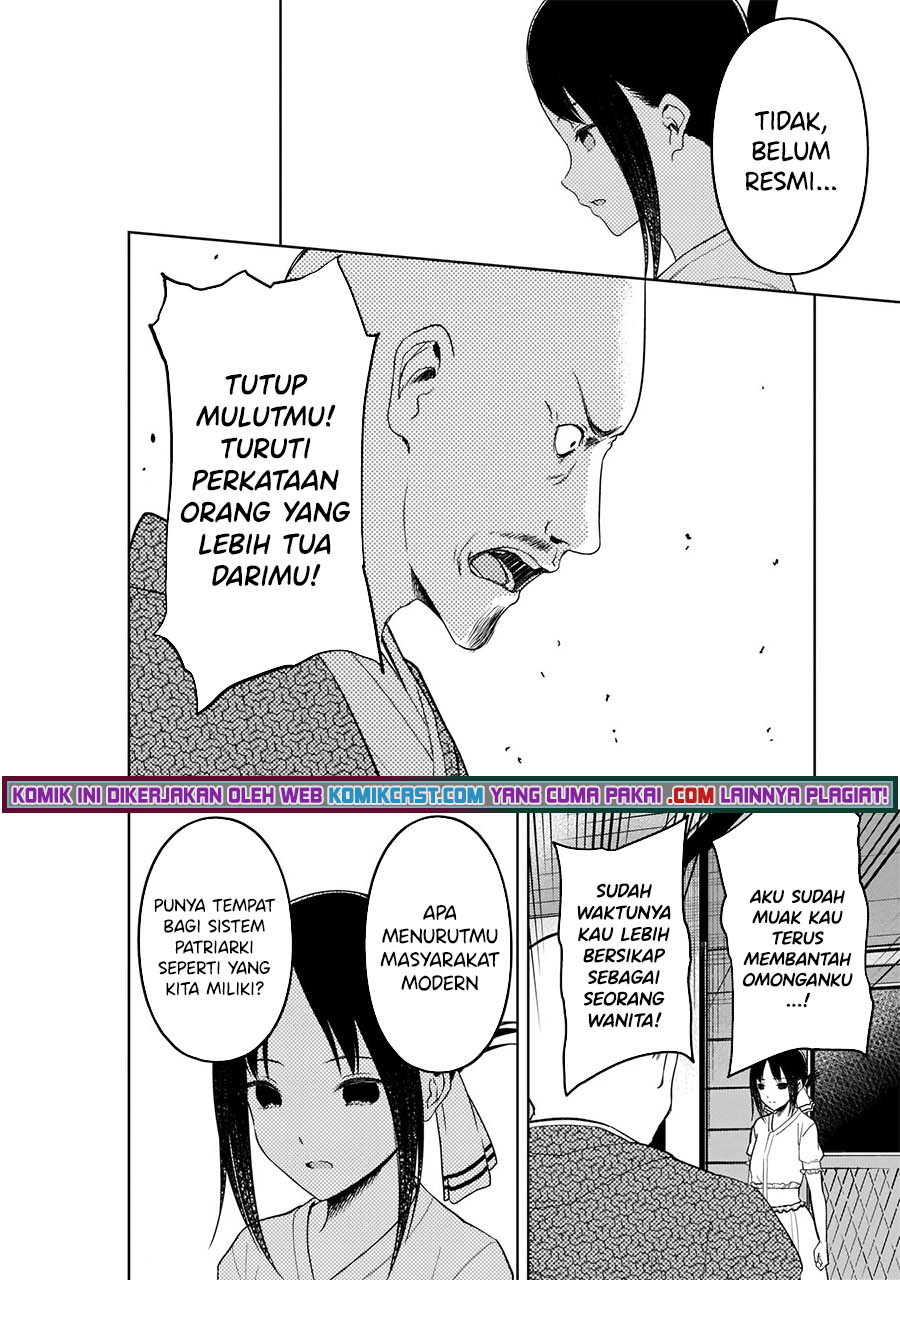 TIDAK,
BELUM
RESMI...
TUTUP
MULUTMU!
TURUTI
PERKATAAN
ORANG YANG
LEBIH TUA
DARIMU!
KOMIK INI DIKERJAKAN OLEH WEB KOMIKCAST.COM YANG CUMA PAKAI .COM LAINNYA PLAGIAT!
AKU SUDAH
MUAK KAU
TERUS
MEMBANTAH
OMONGANKU
...!
SUDAH
WAKTUNYA
KAU LEBIH
BERSIKAP
SEBAGAI
SEORANG
WANITA!
APA
MENURUTMU
MASYARAKAT
MODERN
PUNYA TEMPAT
BAGI SISTEM
PATRIARKI
SEPERTI YANG
KITA MILIKI?